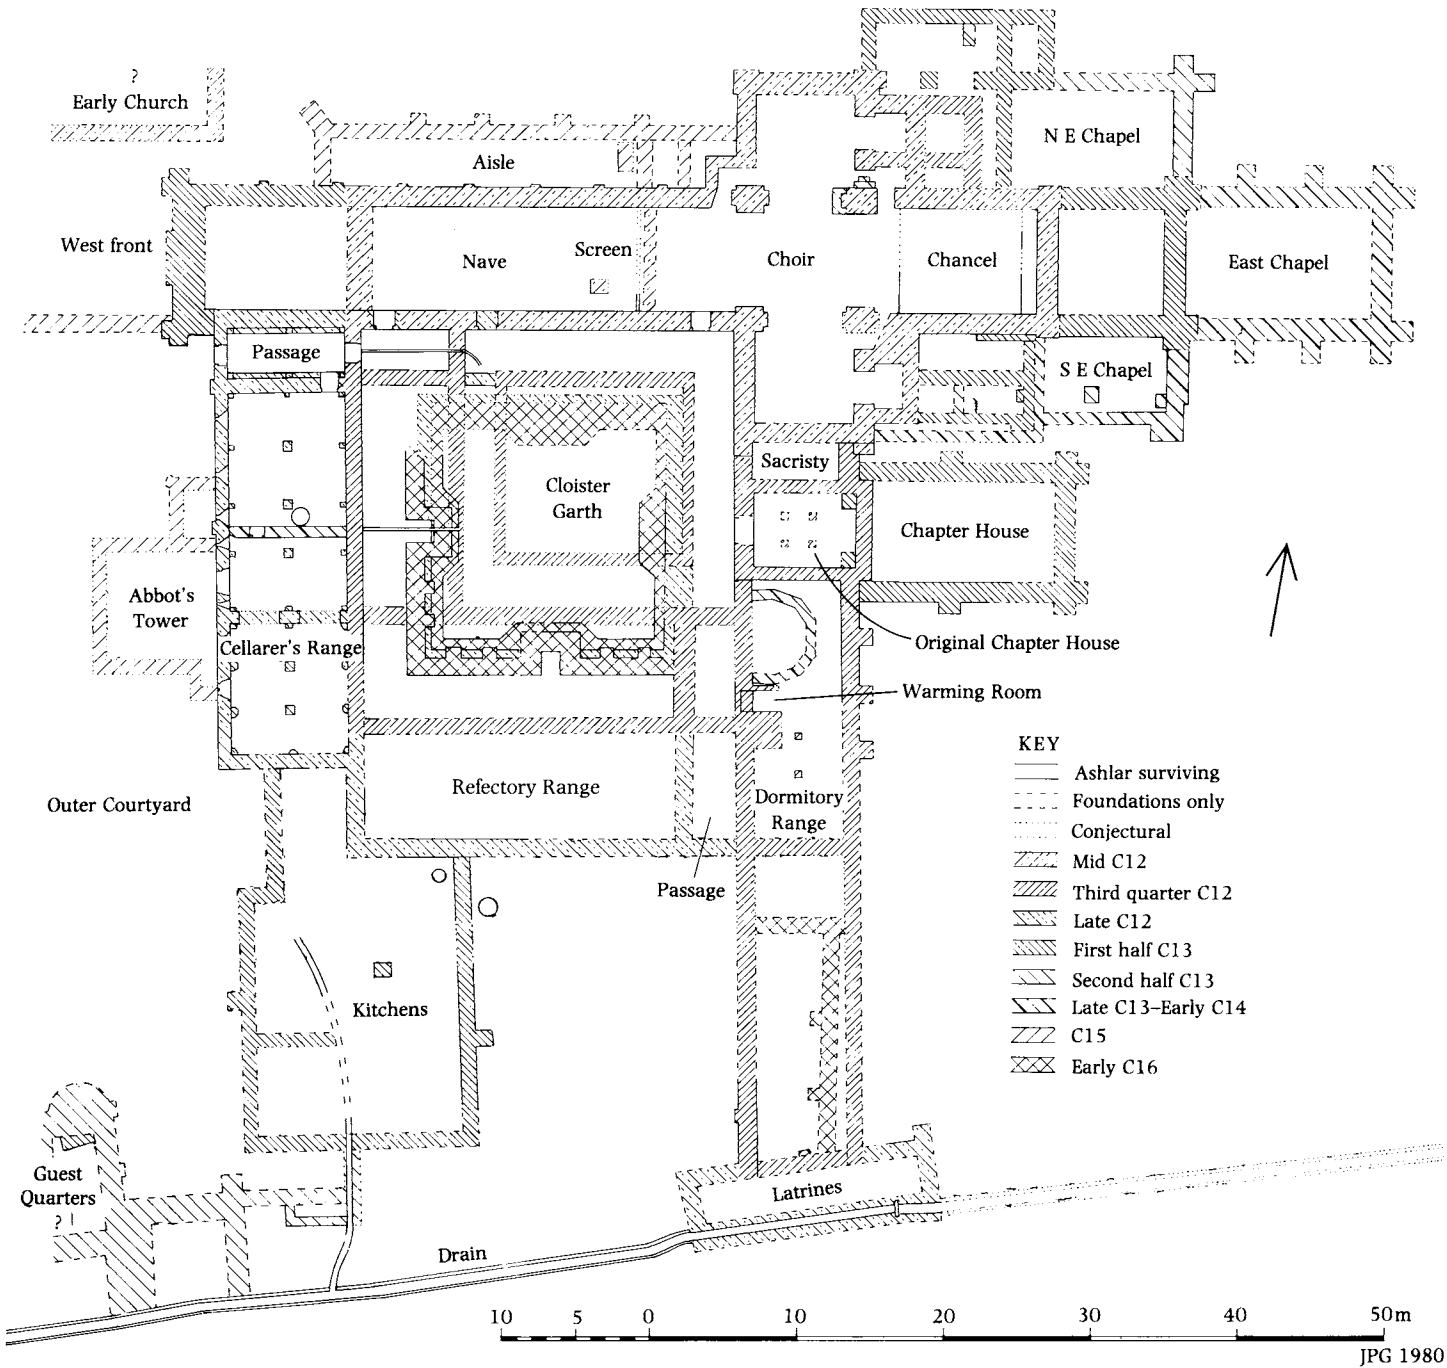 ?
Early Church
Aisle
N E Chapel
West front
Nave
Screen
Choir
Chancel
East Chapel
Passage
S E Chapel
Sacristy
Cloister
Garth
Chapter House
Abbot's
Tower
Cellarer's Range
Original Chapter House
Warming Room
Outer Courtyard
Refectory Range
Dormitory
Range
Passage
Kitchens
KEY
Ashlar surviving
Foundations only
Conjectural
Mid C12
Third quarter C12
Late C12
First half C13
Second half C13
Late C13–Early C14
C15
Early C16
Guest
Quarters
?
Latrines
Drain
10 5 0 10 20 30 40 50m
JPG 1980